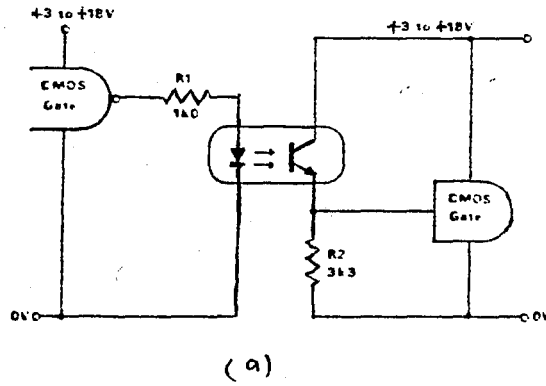 +3 to +18V
+3 to +18V
CMOS
Gate
R1
1k0
CMOS
Gate
R2
3k3
0V
0V
(a)